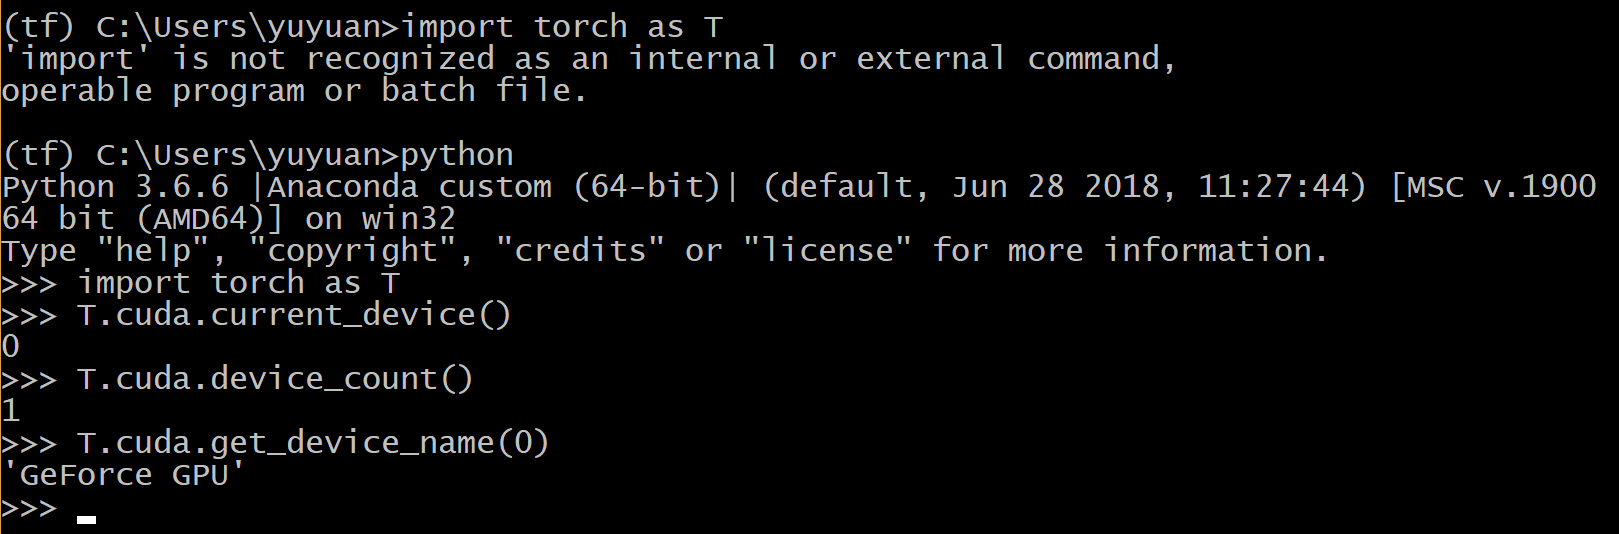 (tf) C:\Users\yuyuan>import torch as T
'import' is not recognized as an internal or external command,
operable program or batch file.
(tf) C:\Users\yuyuan>python
Python 3.6.6 |Anaconda custom (64-bit)| (default, Jun 28 2018, 11:27:44) [MSC v.1900
64 bit (AMD64)] on win32
Type "help", "copyright", "credits" or "license" for more information.
>>> import torch as T
>>> T.cuda.current_device()
0
>>> T.cuda.device_count()
1
>>> T.cuda.get_device_name(0)
'GeForce GPU'
>>> _